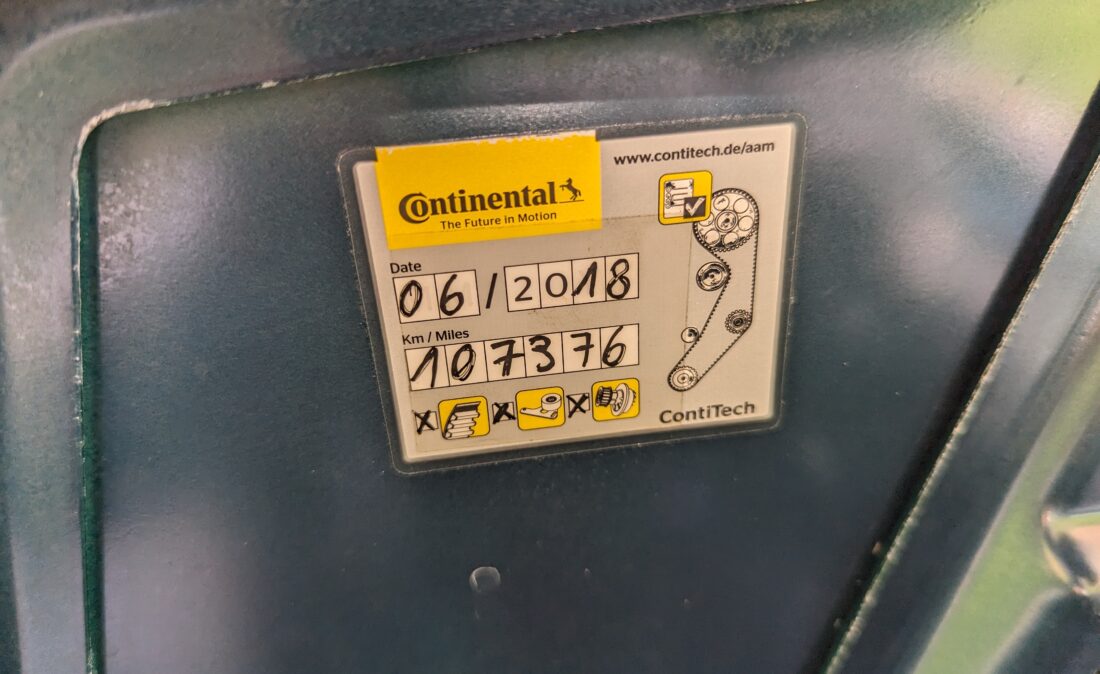 Continental
The Future in Motion
www.contitech.de/aam
Date
06/2018
Km / Miles
107376
X X X
ContiTech